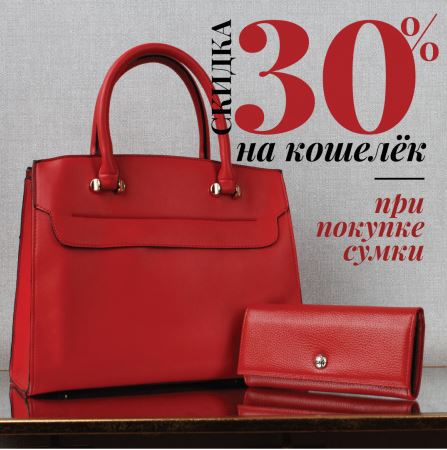 СКИДКА
30%
на кошелёк
при
покупке
сумки